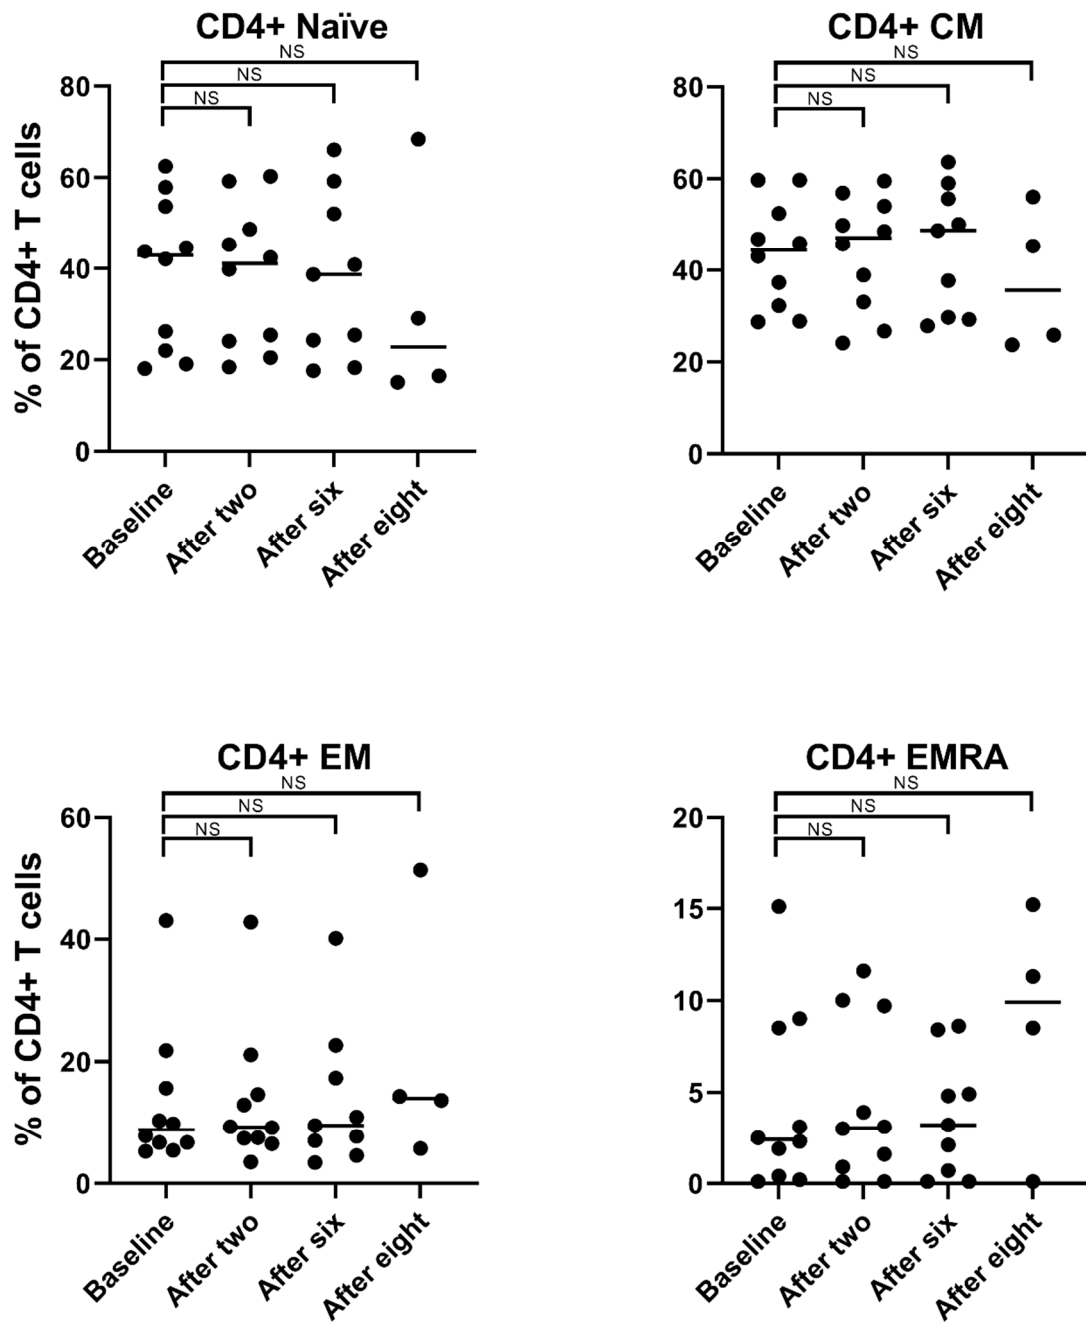 CD4+ Naïve
NS
NS
NS
% of CD4+ T cells
80
60
40
20
0
Baseline
After two
After six
After eight
CD4+ CM
NS
NS
NS
80
60
40
20
0
Baseline
After two
After six
After eight
CD4+ EM
NS
NS
NS
% of CD4+ T cells
60
40
20
0
Baseline
After two
After six
After eight
CD4+ EMRA
NS
NS
NS
20
15
10
5
0
Baseline
After two
After six
After eight